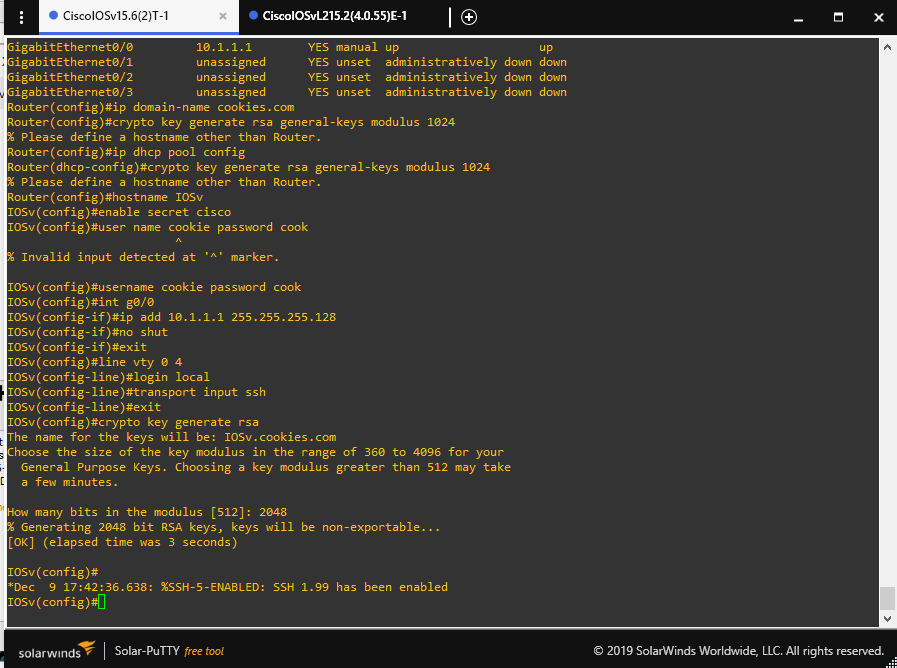 CiscoIOSv15.6(2)T-1
CiscoIOSvL215.2(4.0.55)E-1
GigabitEthernet0/0         10.1.1.1        YES manual up                    up
GigabitEthernet0/1         unassigned      YES unset  administratively down down
GigabitEthernet0/2         unassigned      YES unset  administratively down down
GigabitEthernet0/3         unassigned      YES unset  administratively down down
Router(config)#ip domain-name cookies.com
Router(config)#crypto key generate rsa general-keys modulus 1024
% Please define a hostname other than Router.
Router(config)#ip dhcp pool config
Router(dhcp-config)#crypto key generate rsa general-keys modulus 1024
% Please define a hostname other than Router.
Router(config)#hostname IOSv
IOSv(config)#enable secret cisco
IOSv(config)#user name cookie password cook
^
% Invalid input detected at '^' marker.
IOSv(config)#username cookie password cook
IOSv(config)#int g0/0
IOSv(config-if)#ip add 10.1.1.1 255.255.255.128
IOSv(config-if)#no shut
IOSv(config-if)#exit
IOSv(config)#line vty 0 4
IOSv(config-line)#login local
IOSv(config-line)#transport input ssh
IOSv(config-line)#exit
IOSv(config)#crypto key generate rsa
The name for the keys will be: IOSv.cookies.com
Choose the size of the key modulus in the range of 360 to 4096 for your
General Purpose Keys. Choosing a key modulus greater than 512 may take
a few minutes.
How many bits in the modulus [512]: 2048
% Generating 2048 bit RSA keys, keys will be non-exportable...
[OK] (elapsed time was 3 seconds)
IOSv(config)#
*Dec  9 17:42:36.638: %SSH-5-ENABLED: SSH 1.99 has been enabled
IOSv(config)#
solarwinds
Solar-PuTTY free tool
© 2019 SolarWinds Worldwide, LLC. All rights reserved.